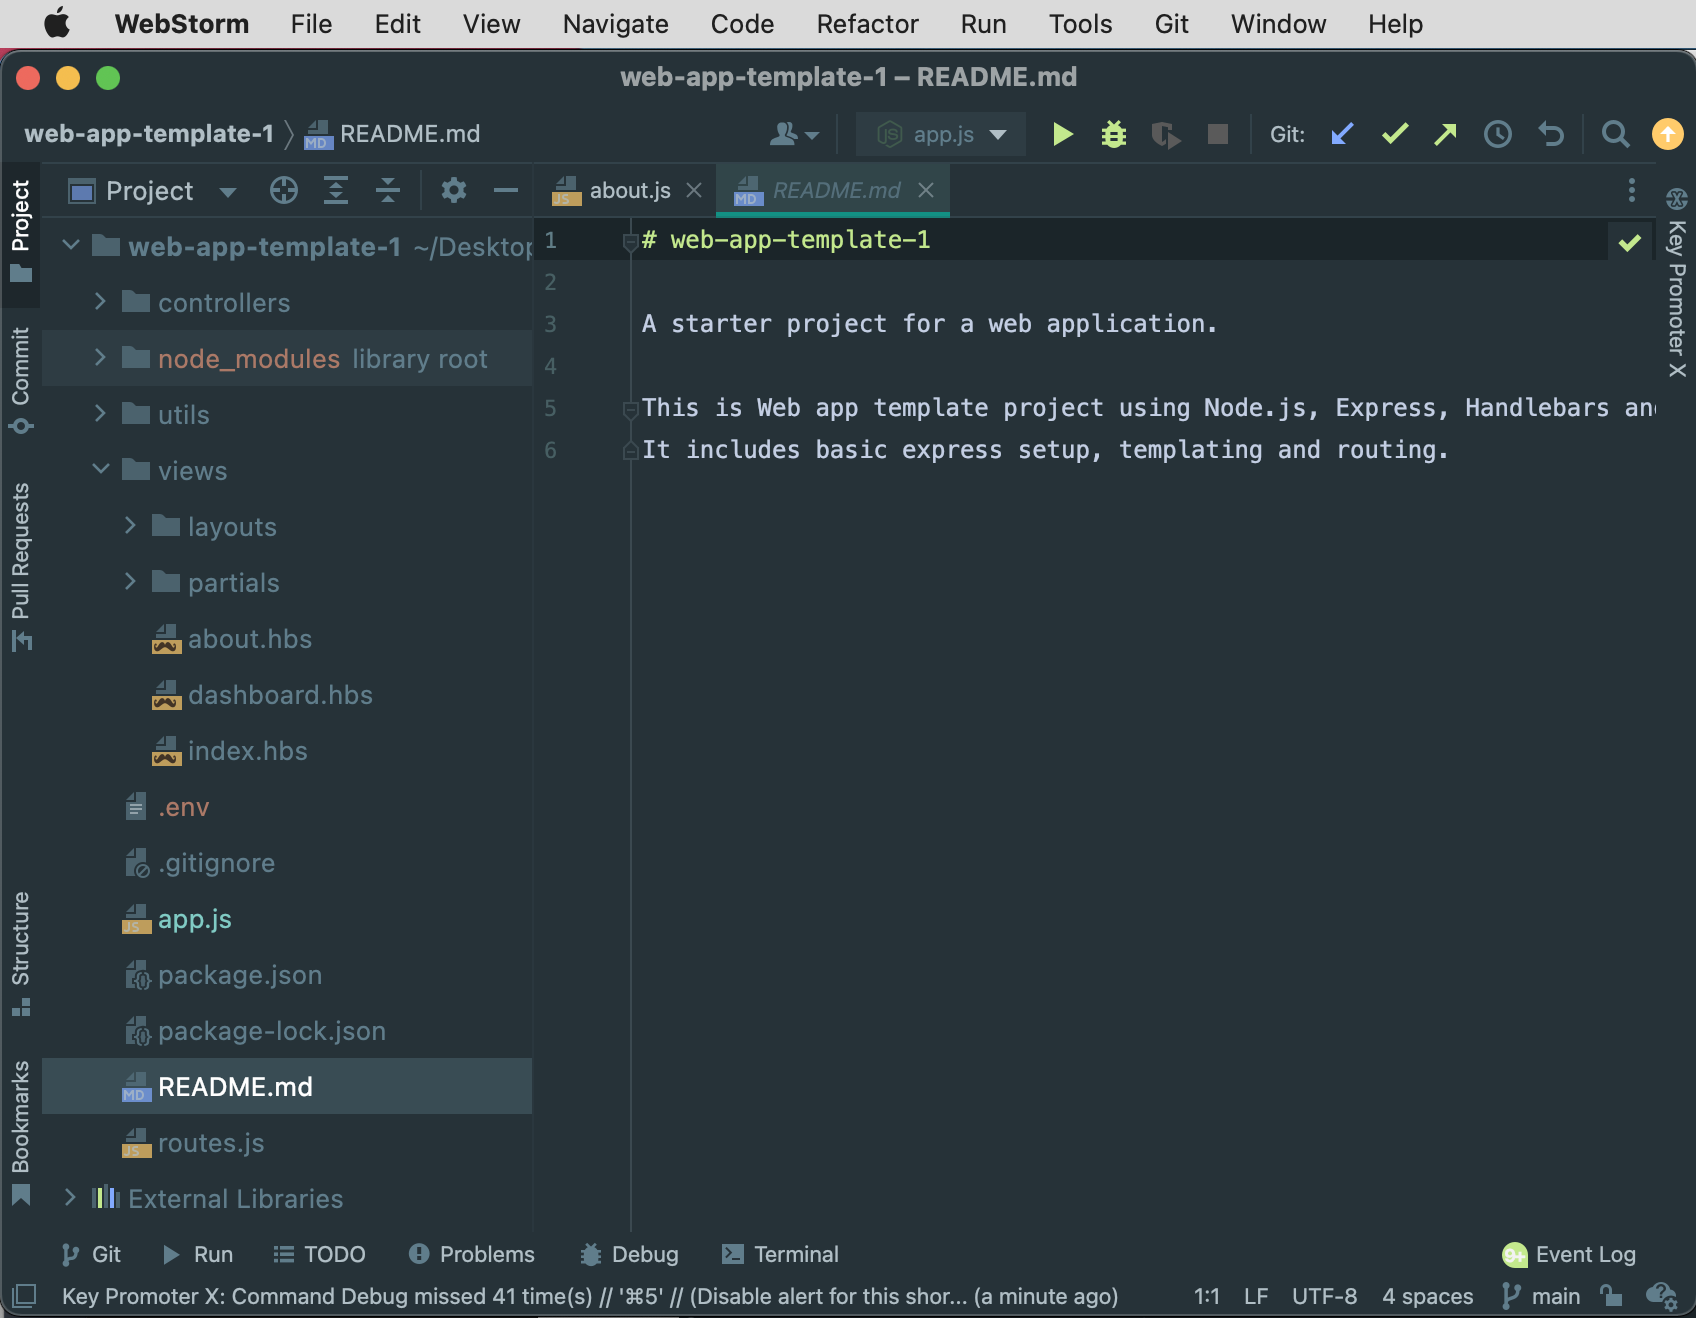 WebStorm File Edit View Navigate Code Refactor Run Tools Git Window Help
web-app-template-1 – README.md
web-app-template-1 README.md
app.js
Git:
Project
about.js
README.md
Project
Commit
Pull Requests
Structure
Bookmarks
web-app-template-1 ~/Desktop
controllers
node_modules library root
utils
views
layouts
partials
about.hbs
dashboard.hbs
index.hbs
.env
.gitignore
app.js
package.json
package-lock.json
README.md
routes.js
External Libraries
1 # web-app-template-1
2
3 A starter project for a web application.
4
5 This is Web app template project using Node.js, Express, Handlebars an
6 It includes basic express setup, templating and routing.
Key Promoter X
Git Run TODO Problems Debug Terminal 9+ Event Log
Key Promoter X: Command Debug missed 41 time(s) // '⌘5' // (Disable alert for this shor... (a minute ago) 1:1 LF UTF-8 4 spaces main